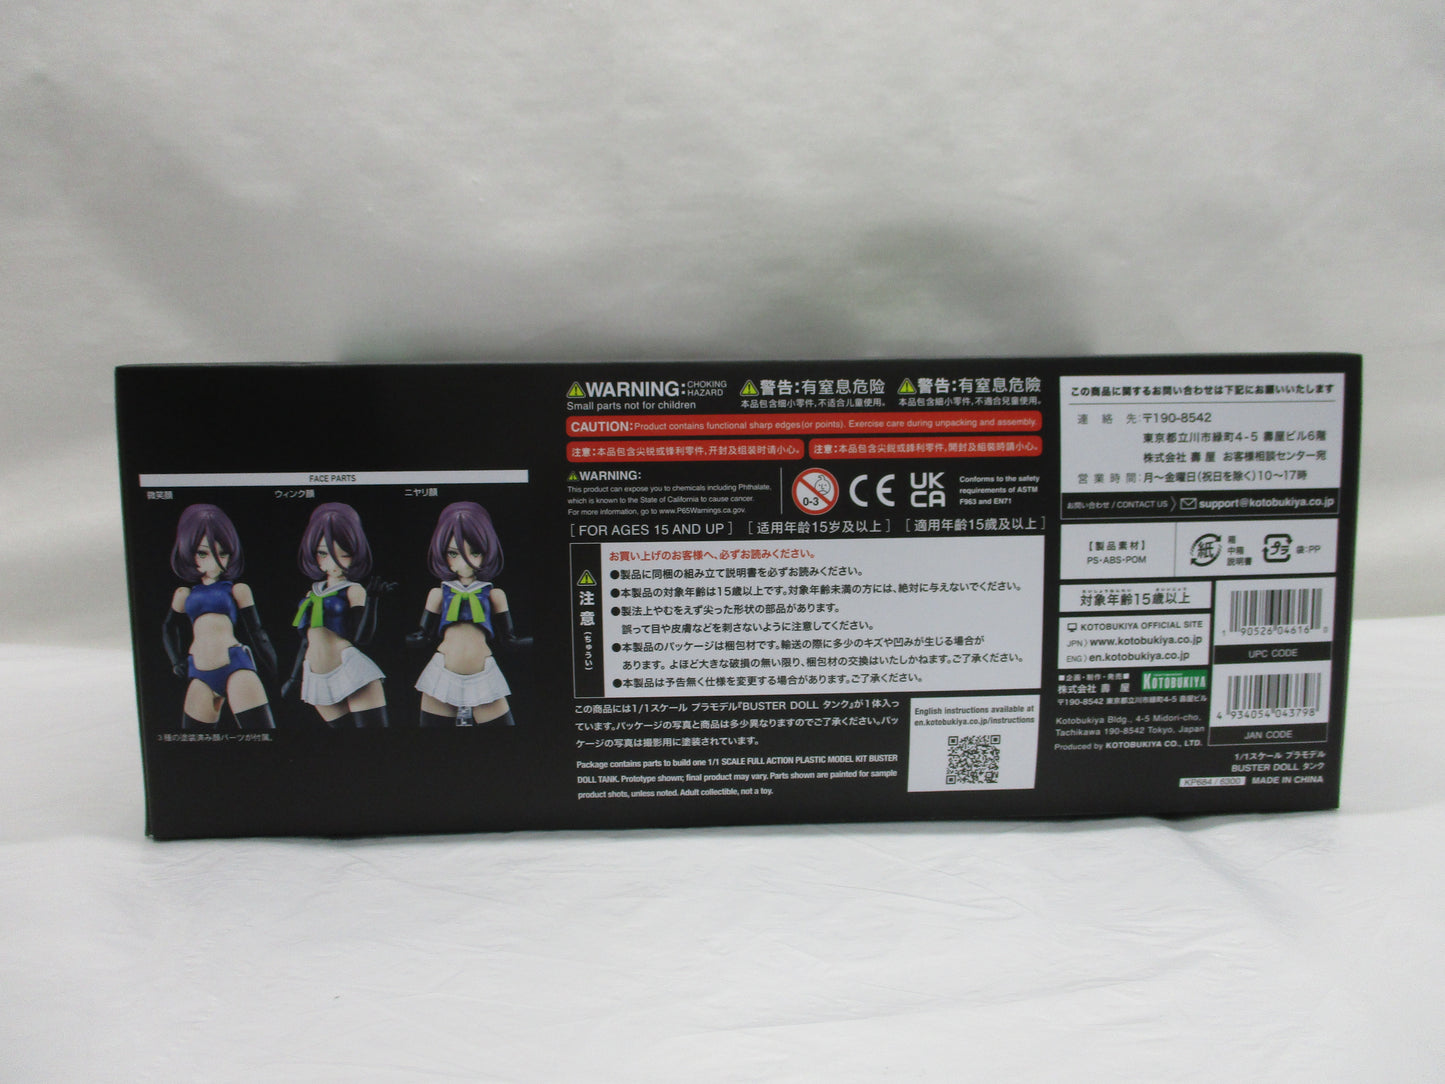 FACE PARTS
微笑顔
ウィンク顔
ニヤリ顔
3種の塗装済み顔パーツが付属。
WARNING: CHOKING HAZARD
Small parts not for children
警告:有窒息危险
本品包含细小零件,不适合儿童使用。
警告:有窒息危險
本品包含細小零件,不適合兒童使用。
CAUTION: Product contains functional sharp edges(or points). Exercise care during unpacking and assembly.
注意:本品包含尖锐或锋利零件,开封及组装时请小心。
注意:本品包含尖銳或鋒利零件,開封及組裝時請小心。
WARNING:
This product can expose you to chemicals including Phthalate,
which is known to the State of California to cause cancer.
For more information, go to www.P65Warnings.ca.gov.
0-3
CE
UK
CA
Conforms to the safety
requirements of ASTM
F963 and EN71
[ FOR AGES 15 AND UP ] [ 适用年龄15岁及以上 ] [ 適用年齡15歲及以上 ]
注意(ちゅうい)
お買い上げのお客様へ、必ずお読みください。
●製品に同梱の組み立て説明書を必ずお読みください。
●本製品の対象年齢は15歳以上です。対象年齢未満の方には、絶対に与えないでください。
●製法上やむをえず尖った形状の部品があります。
誤って目や皮膚などを刺さないように注意してください。
●本製品のパッケージは梱包材です。輸送の際に多少のキズや凹みが生じる場合が
あります。よほど大きな破損の無い限り、梱包材の交換はいたしかねます。ご了承ください。
●本製品は予告無く仕様を変更する場合があります。ご了承ください。
この商品には1/1スケール プラモデル『BUSTER DOLL タンク』が1体入っ
ています。パッケージの写真と商品は多少異なりますのでご了承ください。パッ
ケージの写真は撮影用に塗装されています。
Package contains parts to build one 1/1 SCALE FULL ACTION PLASTIC MODEL KIT BUSTER
DOLL TANK. Prototype shown; final product may vary. Parts shown are painted for sample
product shots, unless noted. Adult collectible, not a toy.
English instructions available at
en.kotobukiya.co.jp/instructions
この商品に関するお問い合わせは下記にお願いいたします
連絡先:〒190-8542
東京都立川市緑町4-5 壽屋ビル6階
株式会社 壽屋 お客様相談センター宛
営業時間:月〜金曜日(祝日を除く)10〜17時
お問い合わせ / CONTACT US
support@kotobukiya.co.jp
【製品素材】
PS・ABS・POM
紙
箱
中箱
説明書
プラ
袋:PP
対象年齢15歳以上
KOTOBUKIYA OFFICIAL SITE
JPN www.kotobukiya.co.jp
ENG en.kotobukiya.co.jp
1 90526 04616 0
UPC CODE
4 934054 043798
JAN CODE
■企画・制作・発売■
株式会社 壽屋
KOTOBUKIYA
〒190-8542 東京都立川市緑町4-5 壽屋ビル
Kotobukiya Bldg., 4-5 Midori-cho,
Tachikawa 190-8542 Tokyo, Japan
Produced by KOTOBUKIYA CO., LTD.
1/1スケール プラモデル
BUSTER DOLL タンク
KP684 / 6300 MADE IN CHINA